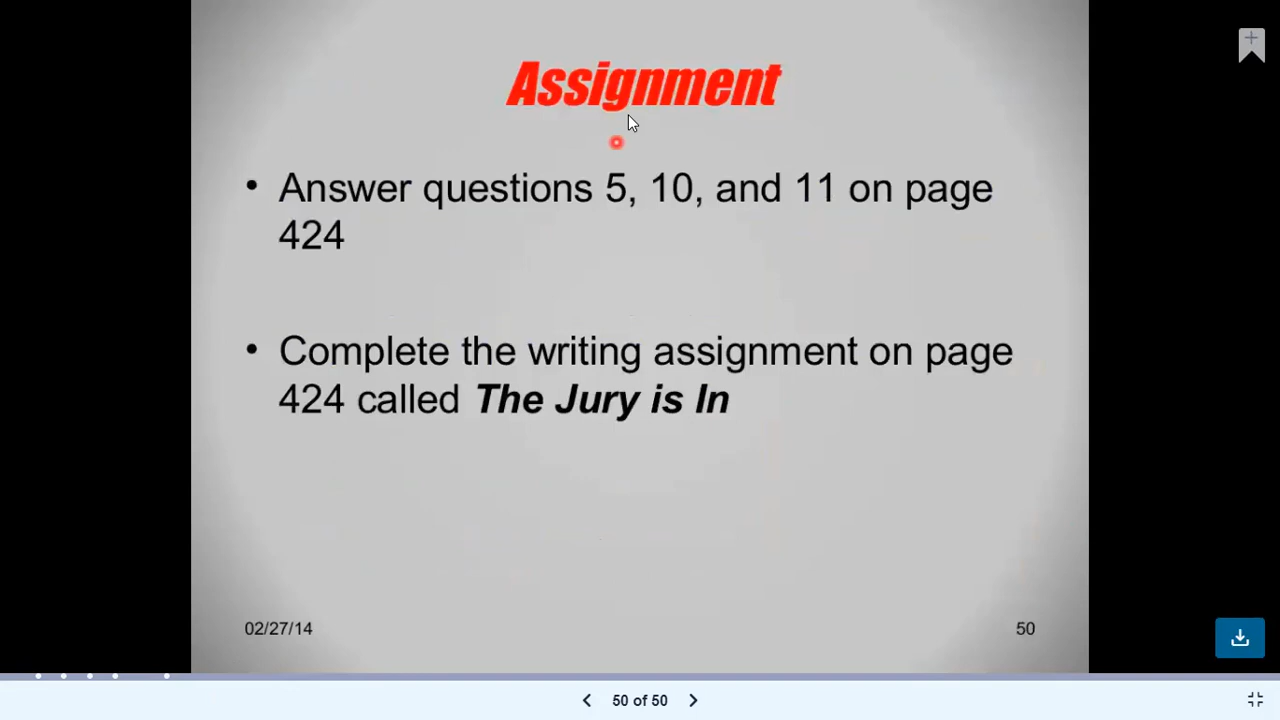 Assignment
• Answer questions 5, 10, and 11 on page
424
• Complete the writing assignment on page
424 called The Jury is In
02/27/14
50
50 of 50